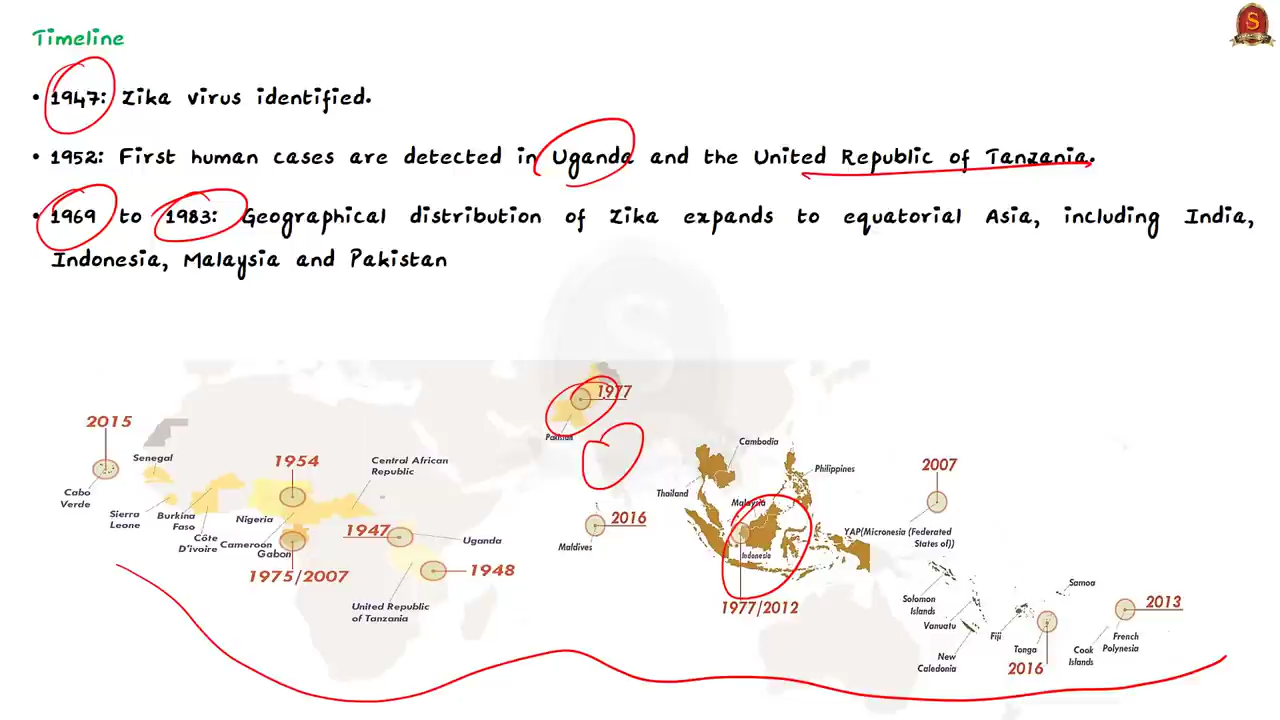 Timeline
• 1947: Zika virus identified.
• 1952: First human cases are detected in Uganda and the United Republic of Tanzania.
• 1969 to 1983: Geographical distribution of Zika expands to equatorial Asia, including India,
Indonesia, Malaysia and Pakistan
S
S
1977
Pakistan
2015
Cabo
Verde
Senegal
Sierra
Leone
Burkina
Faso
Côte
D'ivoire
1954
Nigeria
Cameroon
Gabon
1975/2007
Central African
Republic
1947
Uganda
1948
United Republic
of Tanzania
2016
Maldives
Cambodia
Philippines
Thailand
Malaysia
Indonesia
1977/2012
2007
YAP(Micronesia (Federated
States of))
Solomon
Islands
Vanuatu
New
Caledonia
Fiji
Samoa
Tonga
2016
Cook
Islands
2013
French
Polynesia